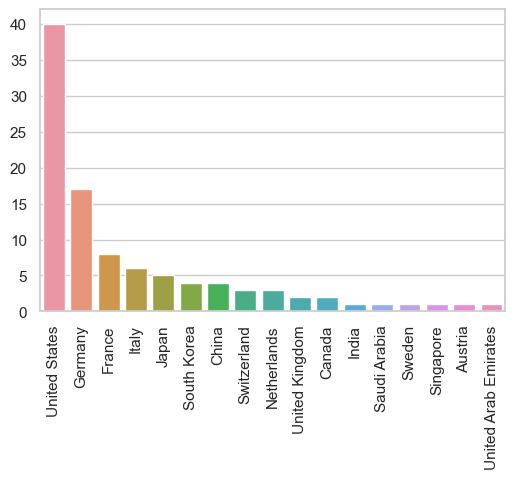 40
35
30
25
20
15
10
5
0
United States
Germany
France
Italy
Japan
South Korea
China
Switzerland
Netherlands
United Kingdom
Canada
India
Saudi Arabia
Sweden
Singapore
Austria
United Arab Emirates